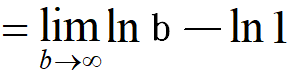 = lim ln b − ln 1
b→∞